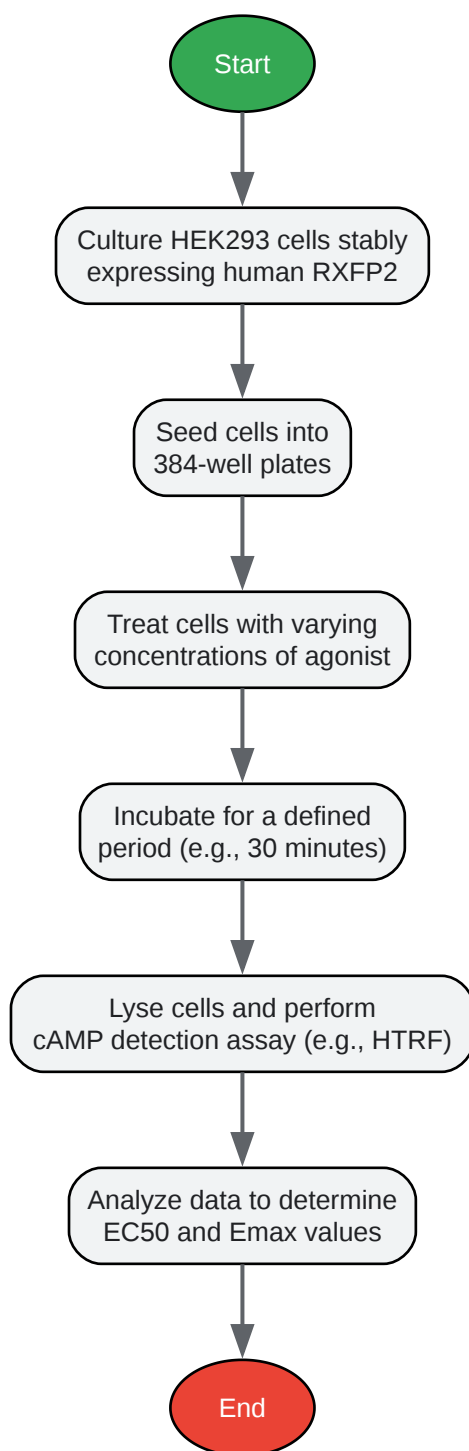 Start
Culture HEK293 cells stably
expressing human RXFP2
Seed cells into
384-well plates
Treat cells with varying
concentrations of agonist
Incubate for a defined
period (e.g., 30 minutes)
Lyse cells and perform
cAMP detection assay (e.g., HTRF)
Analyze data to determine
EC50 and Emax values
End